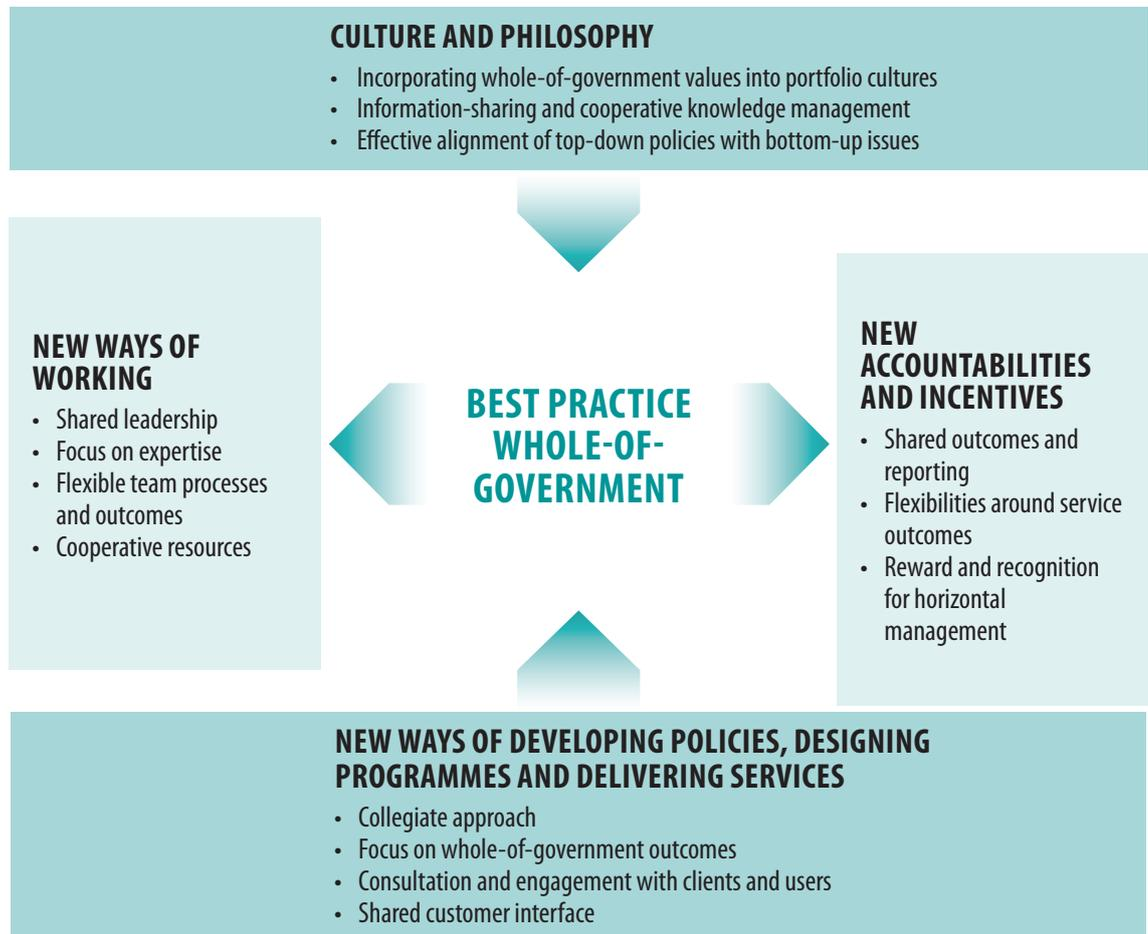 CULTURE AND PHILOSOPHY
• Incorporating whole-of-government values into portfolio cultures
• Information-sharing and cooperative knowledge management
• Effective alignment of top-down policies with bottom-up issues
NEW WAYS OF
WORKING
• Shared leadership
• Focus on expertise
• Flexible team processes
and outcomes
• Cooperative resources
BEST PRACTICE
WHOLE-OF-
GOVERNMENT
NEW
ACCOUNTABILITIES
AND INCENTIVES
• Shared outcomes and
reporting
• Flexibilities around service
outcomes
• Reward and recognition
for horizontal
management
NEW WAYS OF DEVELOPING POLICIES, DESIGNING
PROGRAMMES AND DELIVERING SERVICES
• Collegiate approach
• Focus on whole-of-government outcomes
• Consultation and engagement with clients and users
• Shared customer interface